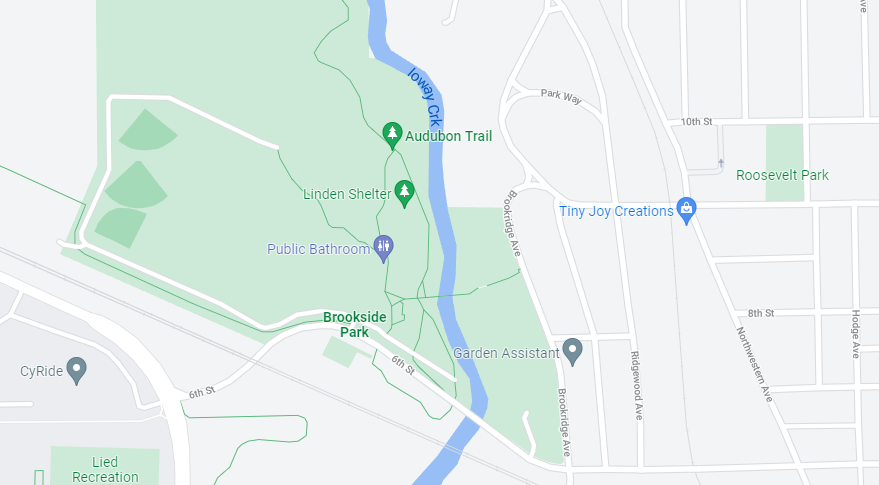 Ave
Ioway Crk
Park Way
10th St
Audubon Trail
Roosevelt Park
Linden Shelter
Tiny Joy Creations
Brookridge Ave
Public Bathroom
Brookside
Park
8th St
Hodge Ave
Northwestern Ave
Garden Assistant
Ridgewood Ave
CyRide
6th St
6th St
Brookridge Ave
Lied
Recreation